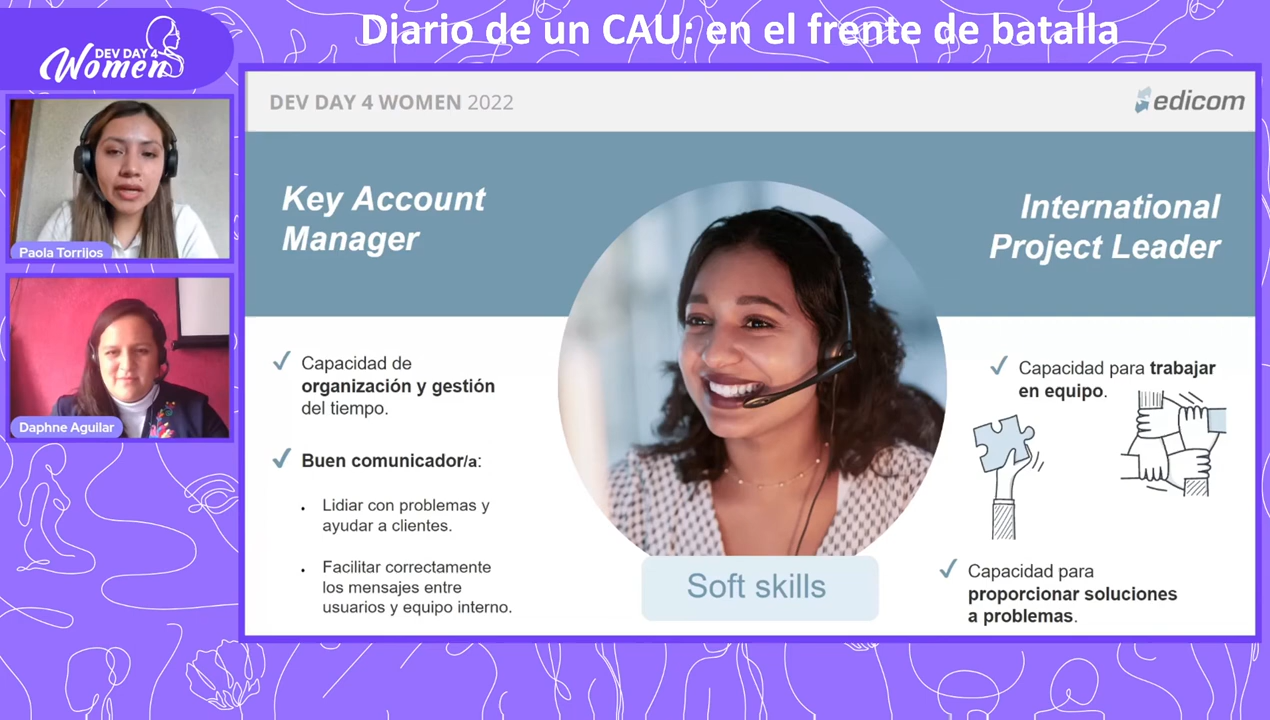 Diario de un CAU: en el frente de batalla
DEV DAY 4
Women
DEV DAY 4 WOMEN 2022
edicom
Paola Torrijos
Daphne Aguilar
Key Account
Manager
International
Project Leader
✓ Capacidad de
organización y gestión
del tiempo.
✓ Buen comunicador/a:
• Lidiar con problemas y
ayudar a clientes.
• Facilitar correctamente
los mensajes entre
usuarios y equipo interno.
Soft skills
✓ Capacidad para trabajar
en equipo.
✓ Capacidad para
proporcionar soluciones
a problemas.